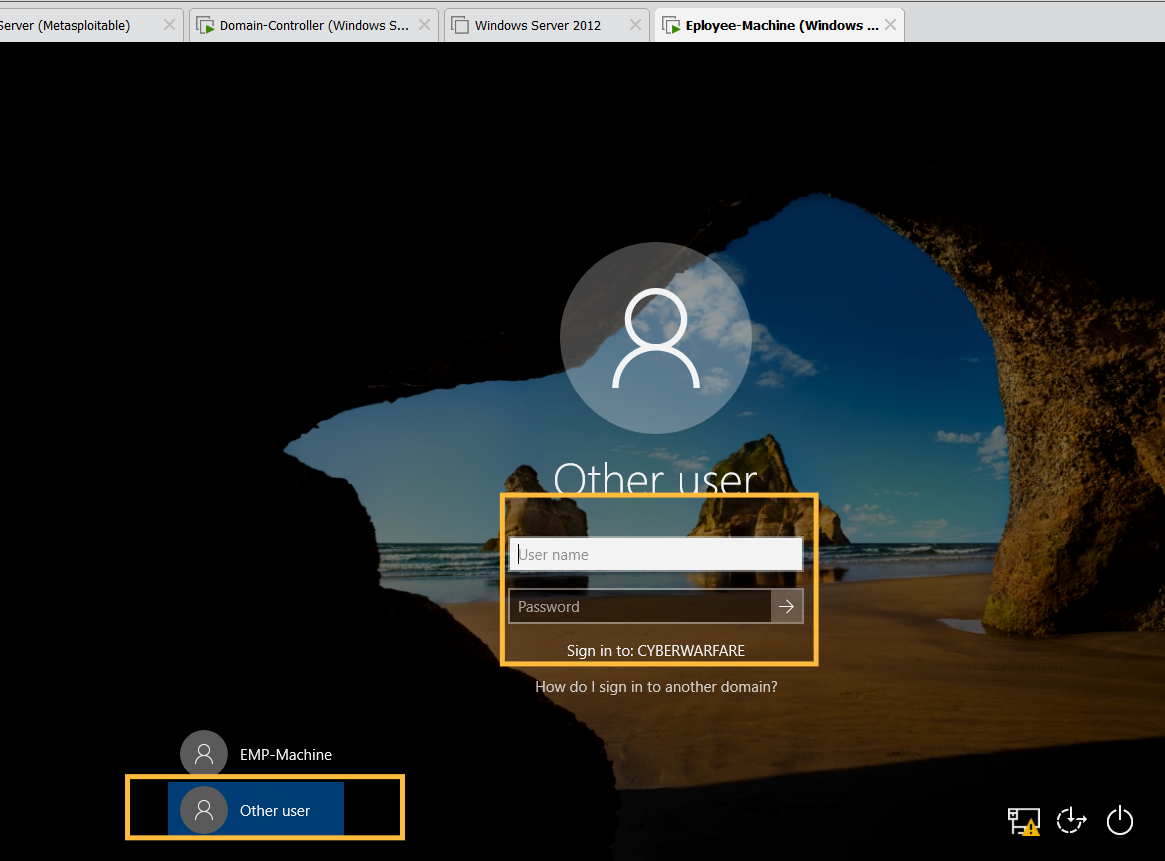 Server (Metasploitable)
Domain-Controller (Windows S...
Windows Server 2012
Eployee-Machine (Windows ...
Other user
User name
Password
Sign in to: CYBERWARFARE
How do I sign in to another domain?
EMP-Machine
Other user